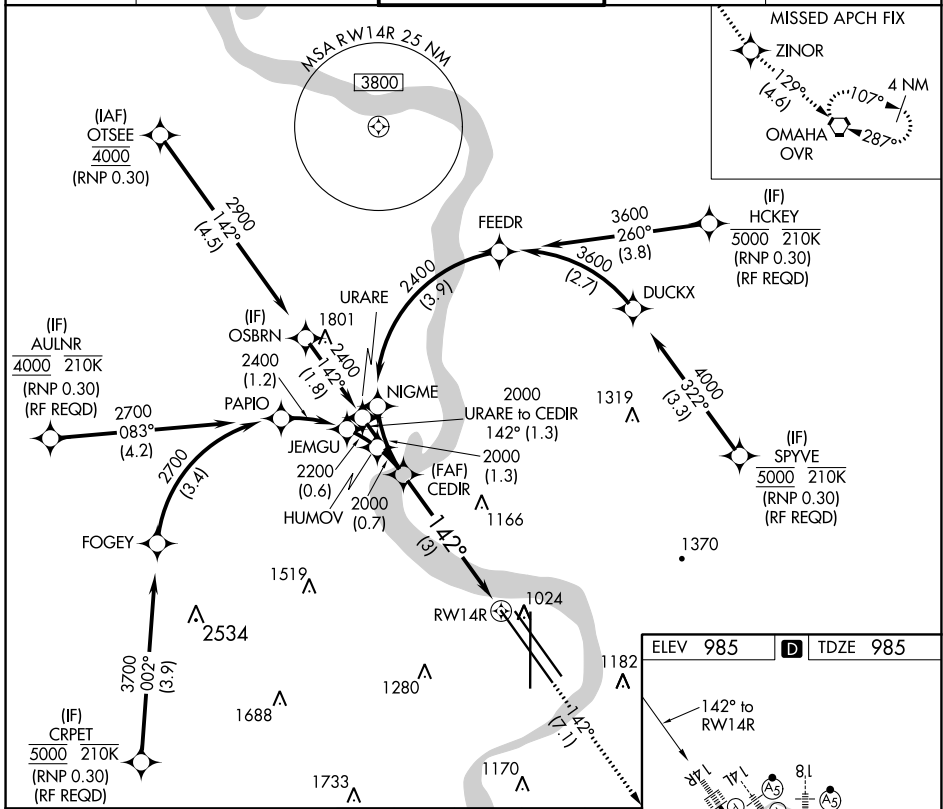 MSA RW14R 25 NM
3800
MISSED APCH FIX
ZINOR
129°
(4.6)
4 NM
107°
287°
OMAHA
OVR
(IAF)
OTSEE
4000
(RNP 0.30)
2900
142°
(4.5)
FEEDR
3600
260°
(3.8)
(IF)
HCKEY
5000 210K
(RNP 0.30)
(RF REQD)
3600
(2.7)
2400
(3.9)
DUCKX
URARE
(IF)
OSBRN
1801
2400
142°
(1.8)
(IF)
AULNR
4000 210K
(RNP 0.30)
(RF REQD)
2400
(1.2)
PAPIO
NIGME
2000
URARE to CEDIR
142° (1.3)
1319
4000
322°
(3.3)
2700
083°
(4.2)
JEMGU
2000
(1.3)
(IF)
SPYVE
5000 210K
(RNP 0.30)
(RF REQD)
2700
(3.4)
2200
(0.6)
(FAF)
CEDIR
HUMOV
2000
(0.7)
1166
FOGEY
142°
(3)
1370
1519
RW14R
1024
2534
3700
002°
(3.9)
1280
1182
1688
(IF)
CRPET
5000 210K
(RNP 0.30)
(RF REQD)
142°
(7.1)
1733
1170
ELEV 985
D
TDZE 985
142° to
RW14R
14R
14L
18
A5
A5